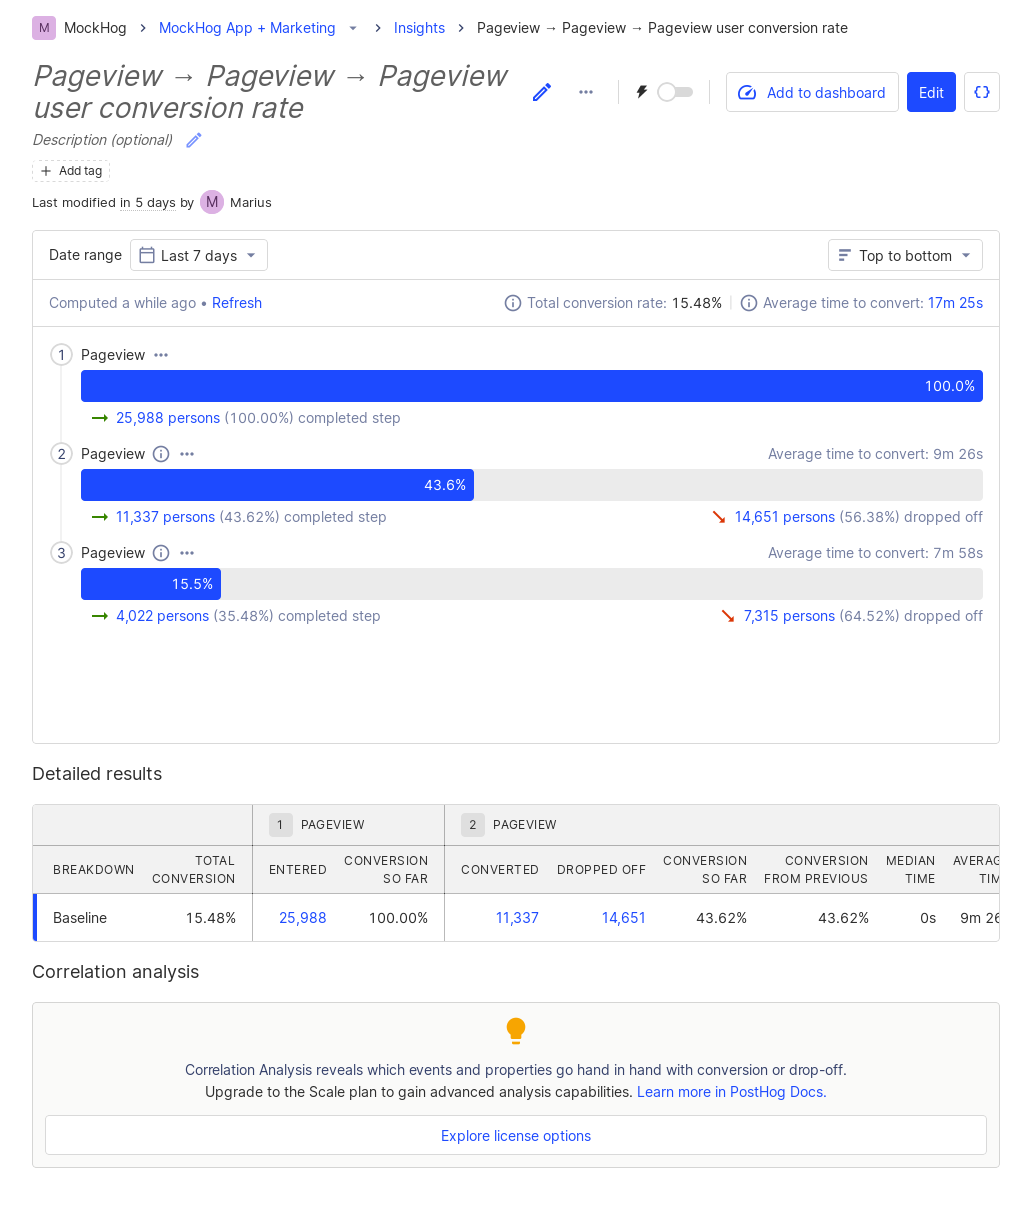 M MockHog > MockHog App + Marketing > Insights > Pageview → Pageview → Pageview user conversion rate
Pageview → Pageview → Pageview
user conversion rate
Add to dashboard
Edit
Description (optional)
+ Add tag
Last modified in 5 days by M Marius
Date range Last 7 days
Top to bottom
Computed a while ago • Refresh
Total conversion rate: 15.48%
Average time to convert: 17m 25s
1 Pageview
100.0%
25,988 persons (100.00%) completed step
2 Pageview
Average time to convert: 9m 26s
43.6%
11,337 persons (43.62%) completed step
14,651 persons (56.38%) dropped off
3 Pageview
Average time to convert: 7m 58s
15.5%
4,022 persons (35.48%) completed step
7,315 persons (64.52%) dropped off
Detailed results
1 PAGEVIEW
2 PAGEVIEW
BREAKDOWN
TOTAL
CONVERSION
ENTERED
CONVERSION
SO FAR
CONVERTED
DROPPED OFF
CONVERSION
SO FAR
CONVERSION
FROM PREVIOUS
MEDIAN
TIME
AVERAG
TIM
Baseline 15.48% 25,988 100.00% 11,337 14,651 43.62% 43.62% 0s 9m 26
Correlation analysis
Correlation Analysis reveals which events and properties go hand in hand with conversion or drop-off.
Upgrade to the Scale plan to gain advanced analysis capabilities. Learn more in PostHog Docs.
Explore license options